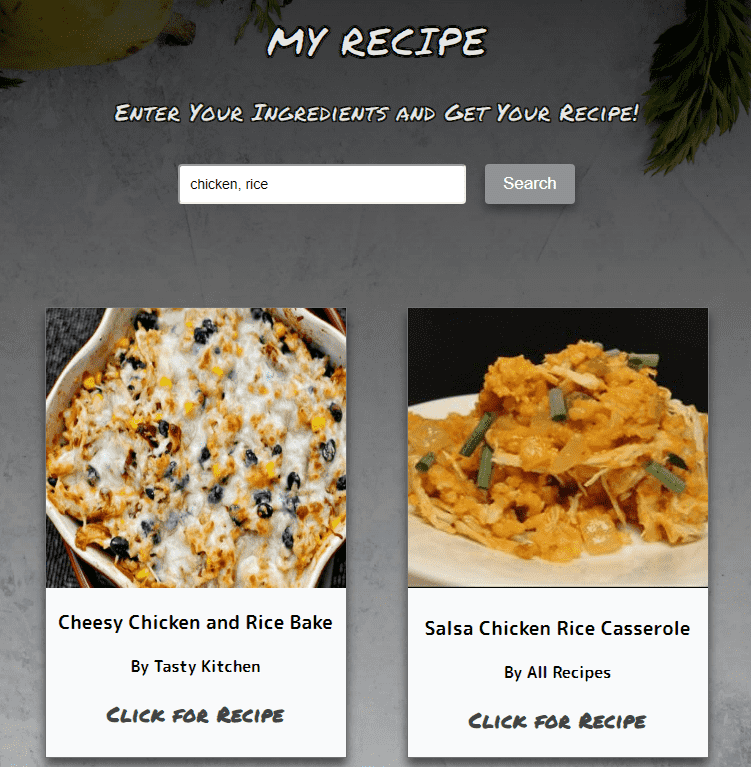 MY RECIPE
ENTER YOUR INGREDIENTS AND GET YOUR RECIPE!
chicken, rice
Search
Cheesy Chicken and Rice Bake
By Tasty Kitchen
CLICK FOR RECIPE
Salsa Chicken Rice Casserole
By All Recipes
CLICK FOR RECIPE